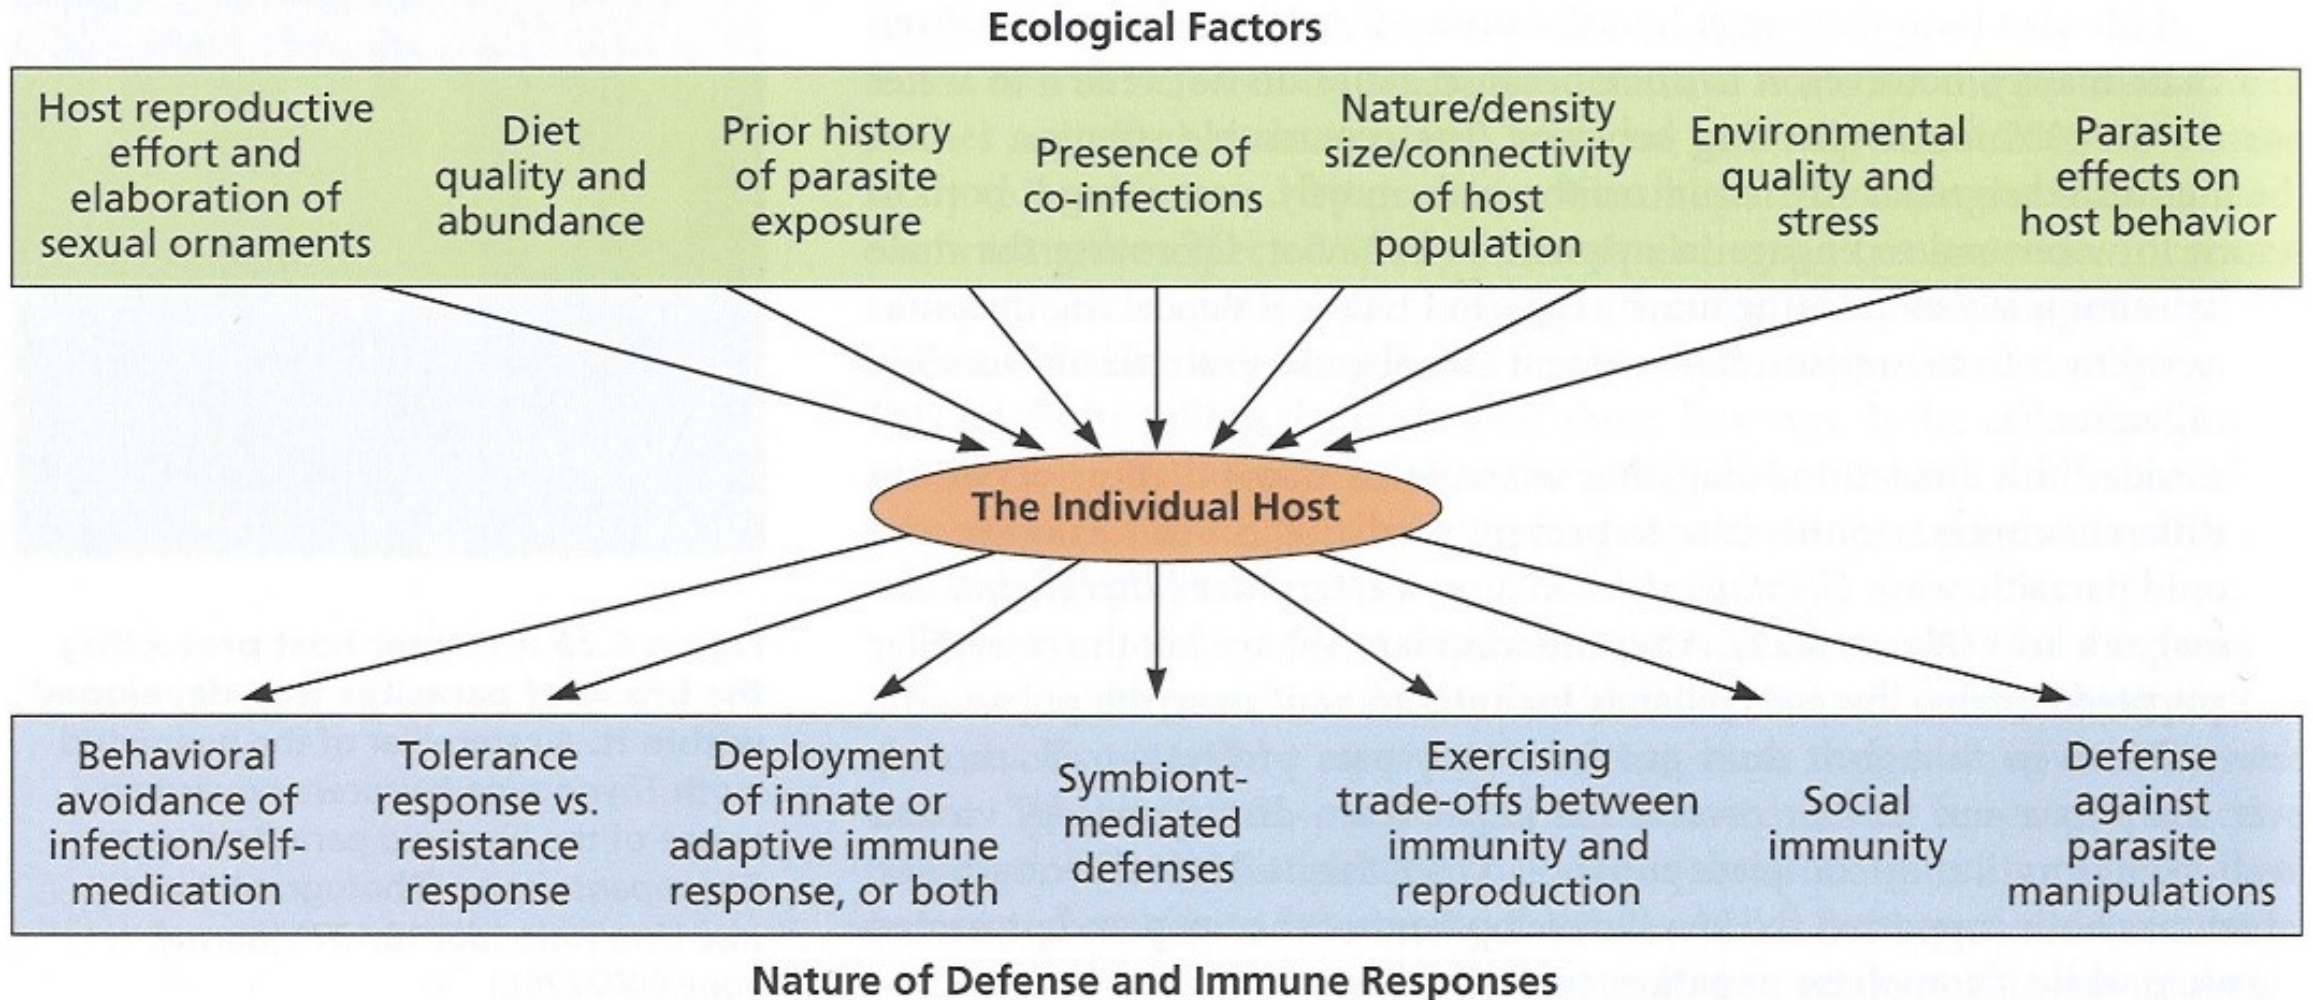 Ecological Factors
Host reproductive
effort and
elaboration of
sexual ornaments
Diet
quality and
abundance
Prior history
of parasite
exposure
Presence of
co-infections
Nature/density
size/connectivity
of host
population
Environmental
quality and
stress
Parasite
effects on
host behavior
The Individual Host
Behavioral
avoidance of
infection/self-
medication
Tolerance
response vs.
resistance
response
Deployment
of innate or
adaptive immune
response, or both
Symbiont-
mediated
defenses
Exercising
trade-offs between
immunity and
reproduction
Social
immunity
Defense
against
parasite
manipulations
Nature of Defense and Immune Responses